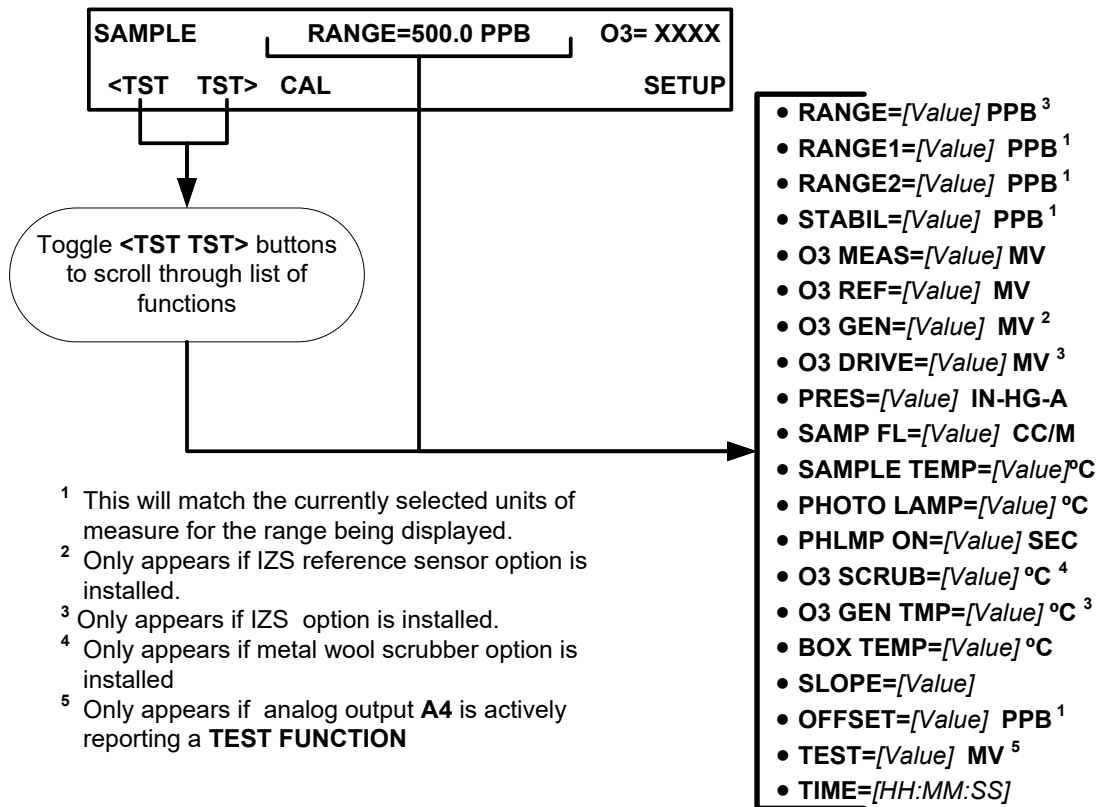 SAMPLE RANGE=500.0 PPB O3= XXXX
<TST TST> CAL SETUP
Toggle <TST TST> buttons
to scroll through list of
functions
• RANGE=[Value] PPB ³
• RANGE1=[Value] PPB ¹
• RANGE2=[Value] PPB ¹
• STABIL=[Value] PPB ¹
• O3 MEAS=[Value] MV
• O3 REF=[Value] MV
• O3 GEN=[Value] MV ²
• O3 DRIVE=[Value] MV ³
• PRES=[Value] IN-HG-A
• SAMP FL=[Value] CC/M
• SAMPLE TEMP=[Value]ºC
• PHOTO LAMP=[Value] ºC
• PHLMP ON=[Value] SEC
• O3 SCRUB=[Value] ºC ⁴
• O3 GEN TMP=[Value] ºC ³
• BOX TEMP=[Value] ºC
• SLOPE=[Value]
• OFFSET=[Value] PPB ¹
• TEST=[Value] MV ⁵
• TIME=[HH:MM:SS]
¹ This will match the currently selected units of
measure for the range being displayed.
² Only appears if IZS reference sensor option is
installed.
³ Only appears if IZS option is installed.
⁴ Only appears if metal wool scrubber option is
installed
⁵ Only appears if analog output A4 is actively
reporting a TEST FUNCTION